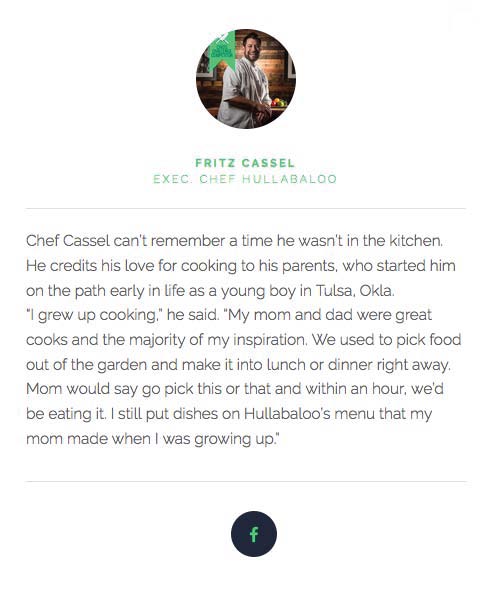 FRITZ CASSEL
EXEC. CHEF HULLABALOO
Chef Cassel can't remember a time he wasn't in the kitchen.
He credits his love for cooking to his parents, who started him
on the path early in life as a young boy in Tulsa, Okla.
"I grew up cooking," he said. "My mom and dad were great
cooks and the majority of my inspiration. We used to pick food
out of the garden and make it into lunch or dinner right away.
Mom would say go pick this or that and within an hour, we'd
be eating it. I still put dishes on Hullabaloo's menu that my
mom made when I was growing up."